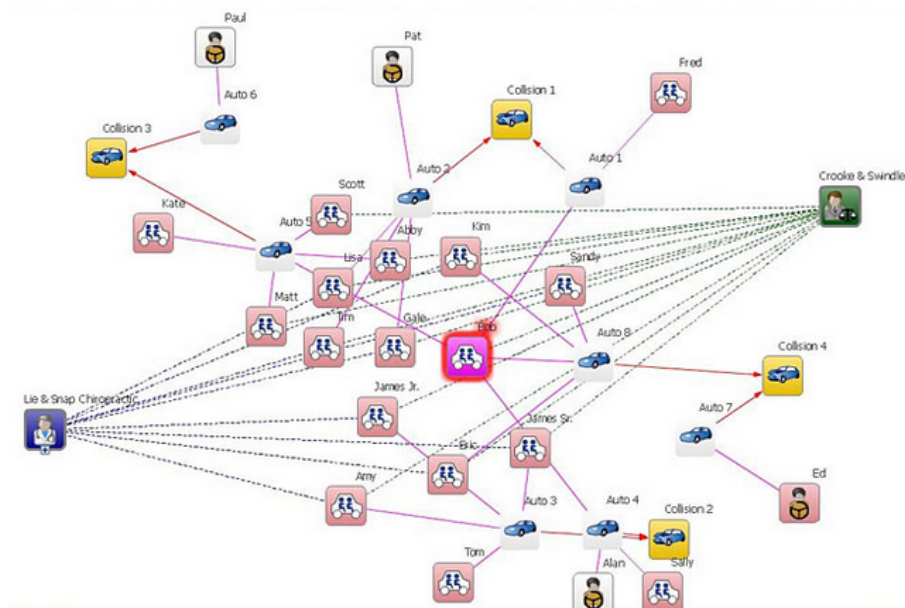 Paul
Pat
Fred
Auto 6
Collision 1
Collision 3
Auto 2
Auto 1
Crooke & Swindle
Scott
Kate
Auto 5
Abby
Kim
Lisa
Sandy
Matt
Tim
Gale
Bob
Auto 8
Collision 4
James Jr.
Lie & Snap Chiropractic
Auto 7
James Sr.
Eric
Amy
Ed
Auto 3
Auto 4
Collision 2
Tom
Alan
Sally